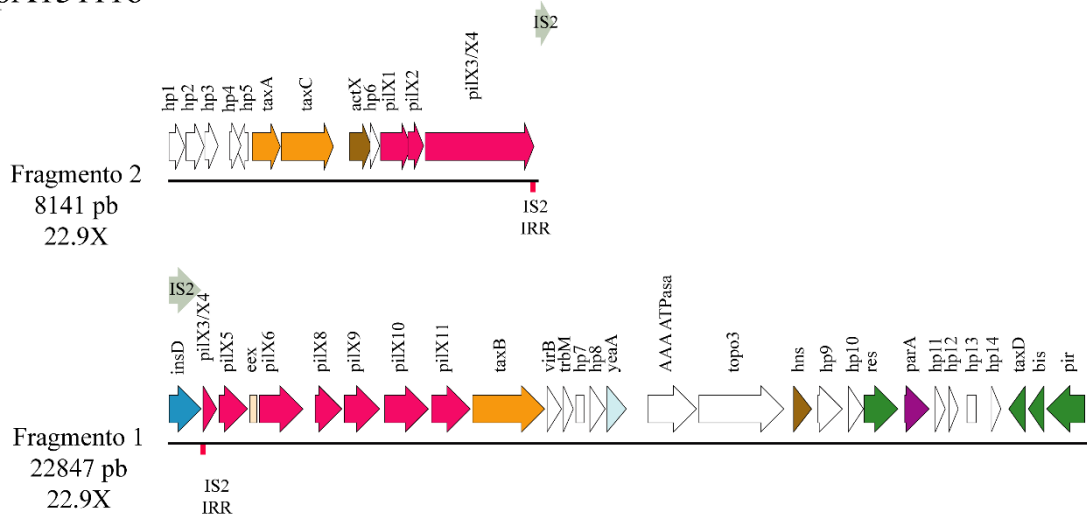 IS2
hp1
hp2
hp3
hp4
hp5
taxA
taxC
actX
hp6
pilX1
pilX2
pilX3/X4
Fragmento 2
8141 pb
22.9X
IS2
IRR
IS2
insD
pilX3/X4
pilX5
eex
pilX6
pilX8
pilX9
pilX10
pilX11
taxB
virB
trbM
hp7
hp8
yeaA
AAA ATPasa
topo3
hns
hp9
hp10
res
parA
hp11
hp12
hp13
hp14
taxD
bis
pir
Fragmento 1
22847 pb
22.9X
IS2
IRR